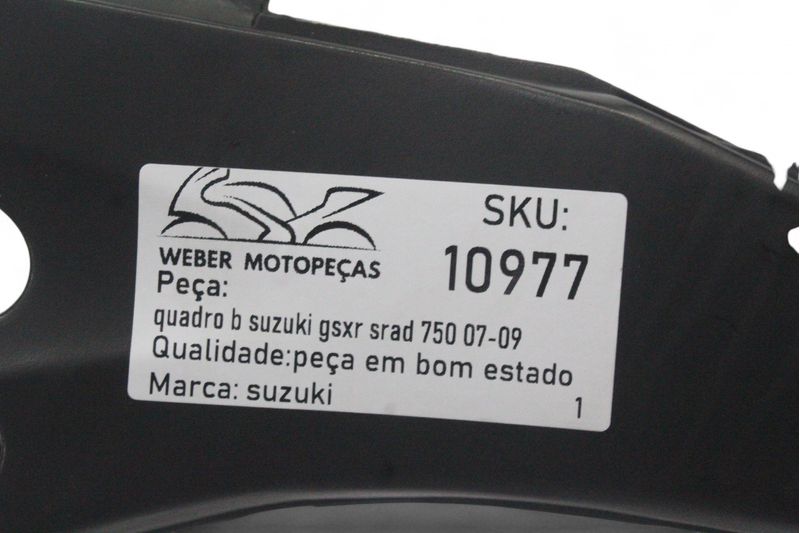 SKU:
WEBER MOTOPEÇAS
10977
Peça:
quadro b suzuki gsxr srad 750 07-09
Qualidade:peça em bom estado
Marca: suzuki
1